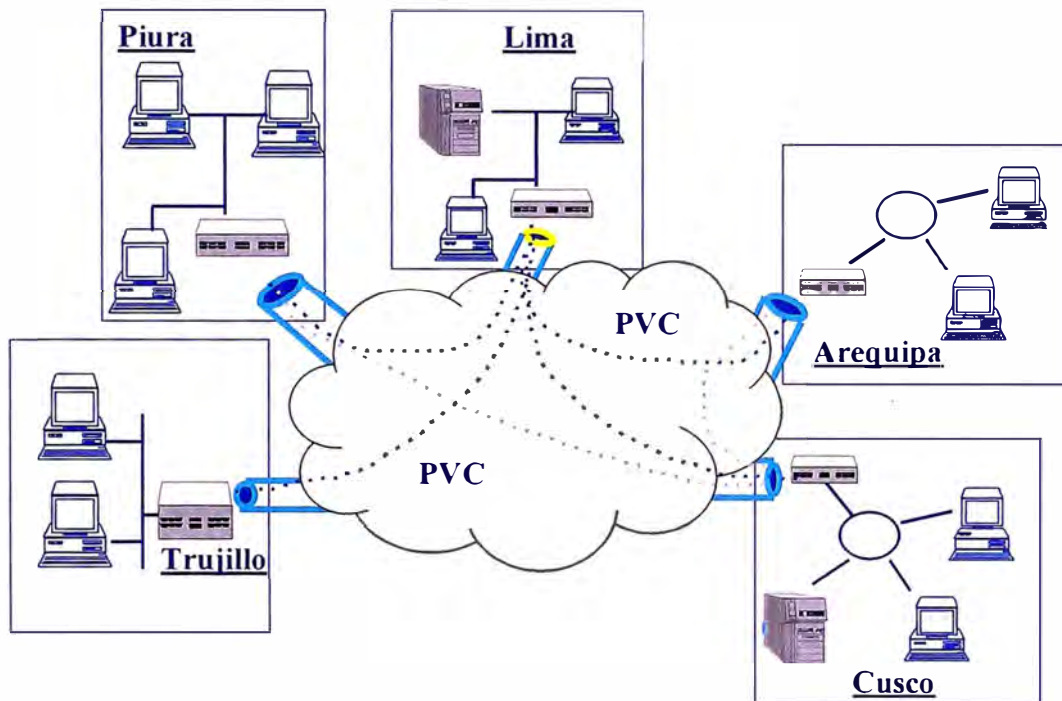 Piura
Lima
PVC
Arequipa
PVC
Trujillo
Cusco